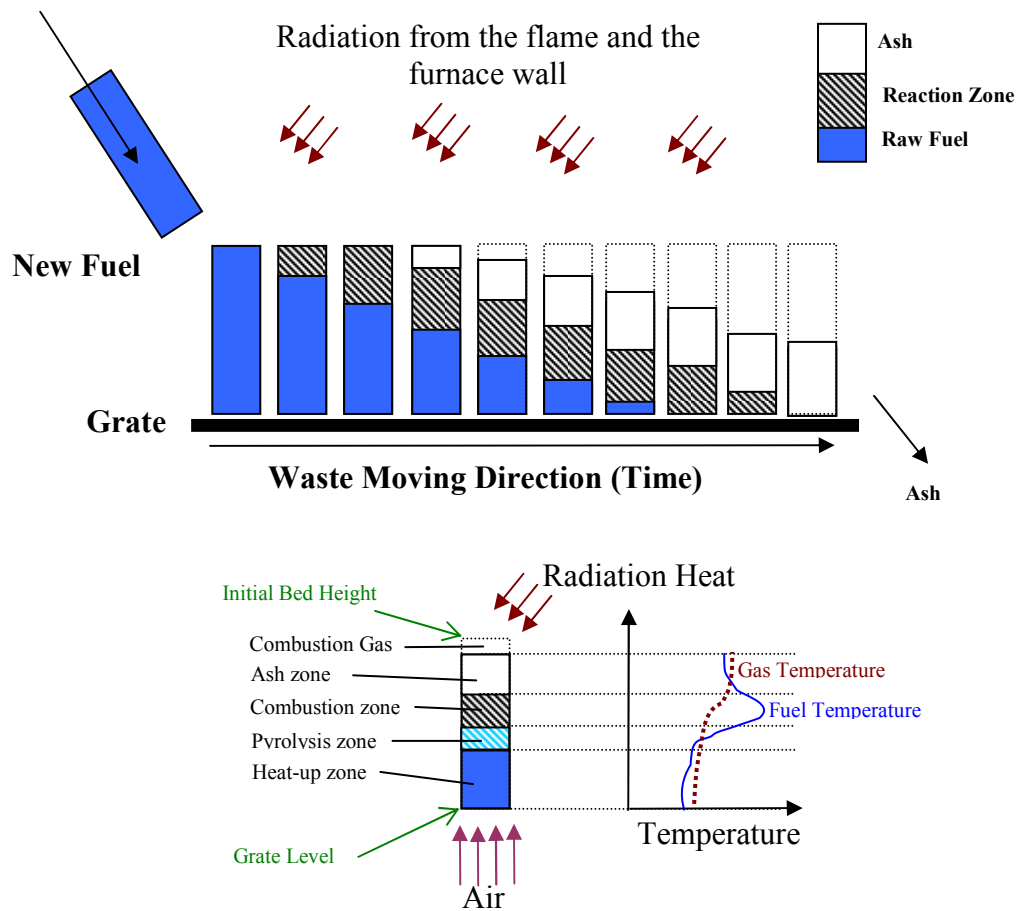 Radiation from the flame and the
furnace wall
Ash
Reaction Zone
Raw Fuel
New Fuel
Grate
Waste Moving Direction (Time)
Ash
Radiation Heat
Initial Bed Height
Combustion Gas
Ash zone
Combustion zone
Pyrolysis zone
Heat-up zone
Grate Level
Air
Gas Temperature
Fuel Temperature
Temperature